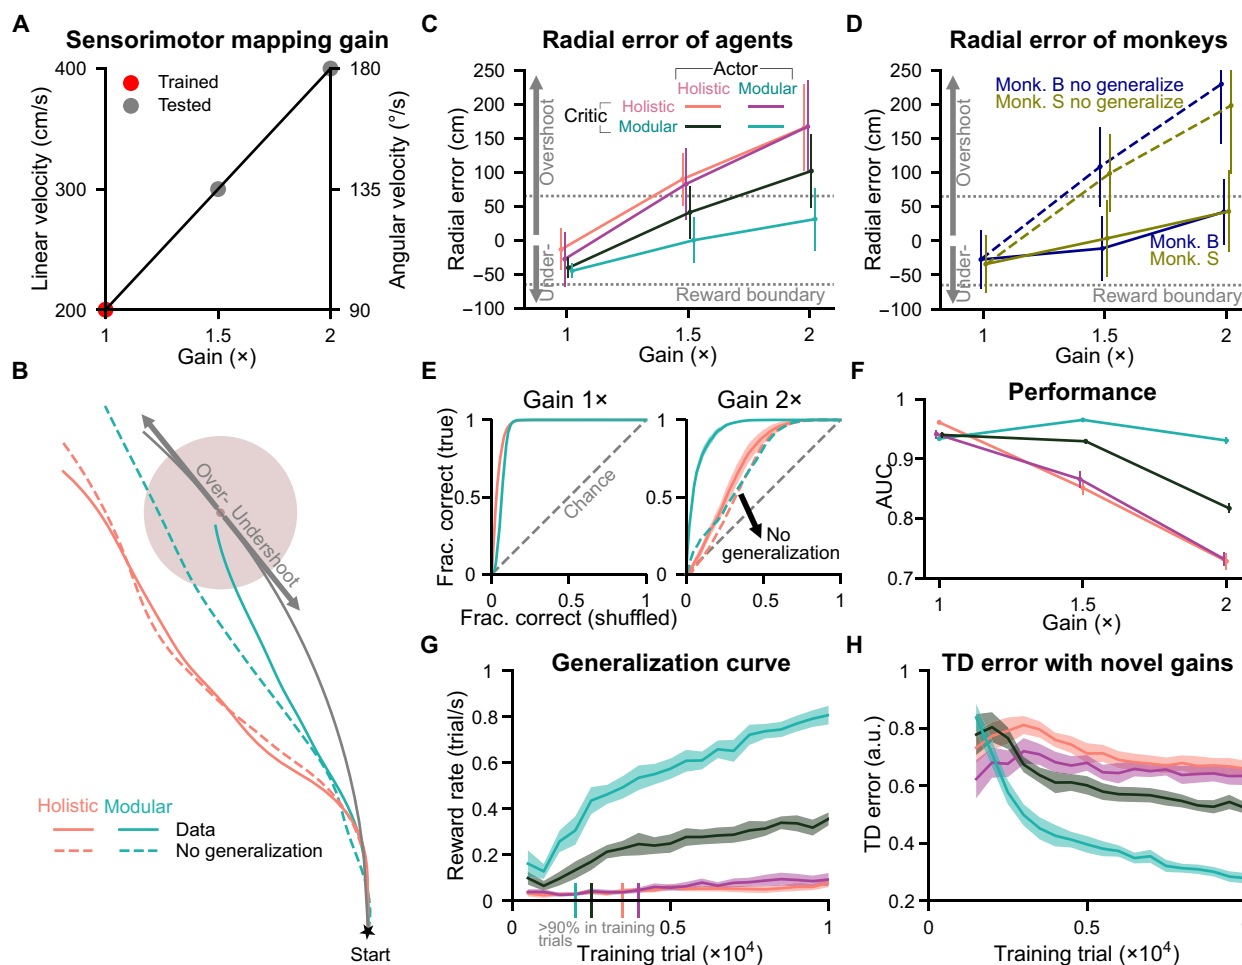 A
Sensorimotor mapping gain
400
300
200
Linear velocity (cm/s)
Trained
Tested
180
135
90
Angular velocity (°/s)
1
1.5
2
Gain (×)
B
Over- Undershoot
Holistic Modular
Data
No generalization
Start
C
Radial error of agents
Actor
Holistic Modular
Critic
Holistic
Modular
250
200
150
100
50
0
−50
−100
Radial error (cm)
Overshoot
Under-
Reward boundary
1
1.5
2
Gain (×)
D
Radial error of monkeys
Monk. B no generalize
Monk. S no generalize
250
200
150
100
50
0
−50
−100
Radial error (cm)
Overshoot
Under-
Monk. B
Monk. S
Reward boundary
1
1.5
2
Gain (×)
E
Gain 1×
Gain 2×
1
0.5
0
Frac. correct (true)
Chance
0
0.5
1
1
0.5
0
No
generalization
0
0.5
1
Frac. correct (shuffled)
F
Performance
1
0.9
0.8
0.7
AUC
1
1.5
2
Gain (×)
G
Generalization curve
1
0.8
0.6
0.4
0.2
0
Reward rate (trial/s)
>90% in training
trials
0
0.5
1
Training trial (×10⁴)
H
TD error with novel gains
1
0.8
0.6
0.4
0.2
TD error (a.u.)
0
0.5
1
Training trial (×10⁴)